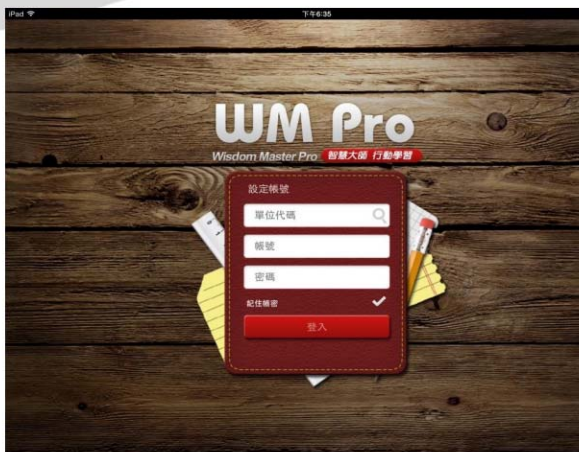 iPad 下午6:35
WM Pro
Wisdom Master Pro 智慧大師 行動學習
設定帳號
單位代碼
帳號
密碼
記住帳密
登入